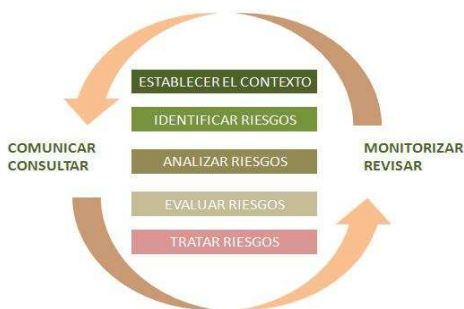 ESTABLECER EL CONTEXTO
IDENTIFICAR RIESGOS
COMUNICAR
CONSULTAR
ANALIZAR RIESGOS
MONITORIZAR
REVISAR
EVALUAR RIESGOS
TRATAR RIESGOS